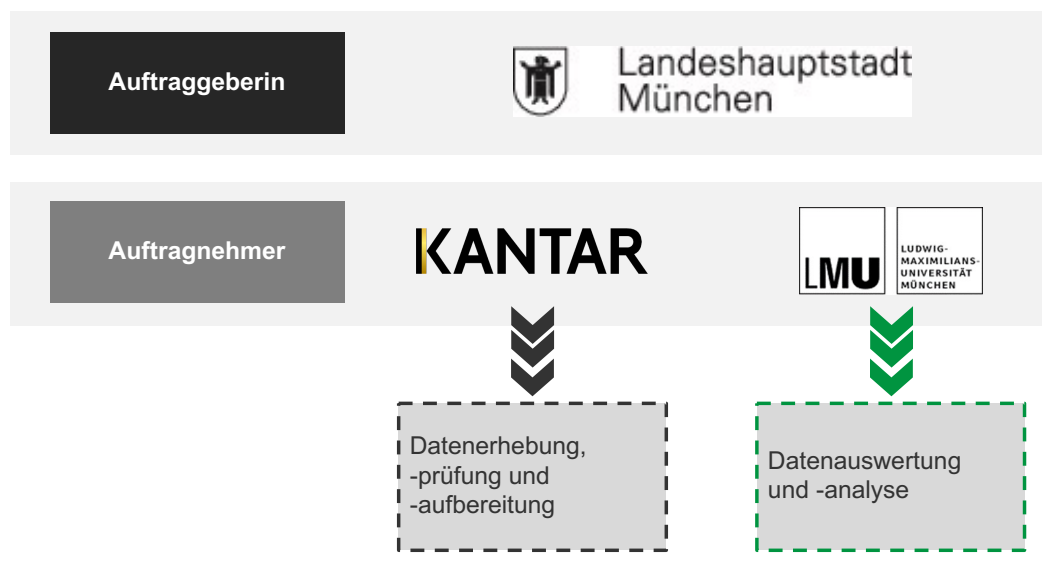 Auftraggeberin
Landeshauptstadt
München
Auftragnehmer
KANTAR
LMU
LUDWIG-
MAXIMILIANS-
UNIVERSITÄT
MÜNCHEN
Datenerhebung,
-prüfung und
-aufbereitung
Datenauswertung
und -analyse